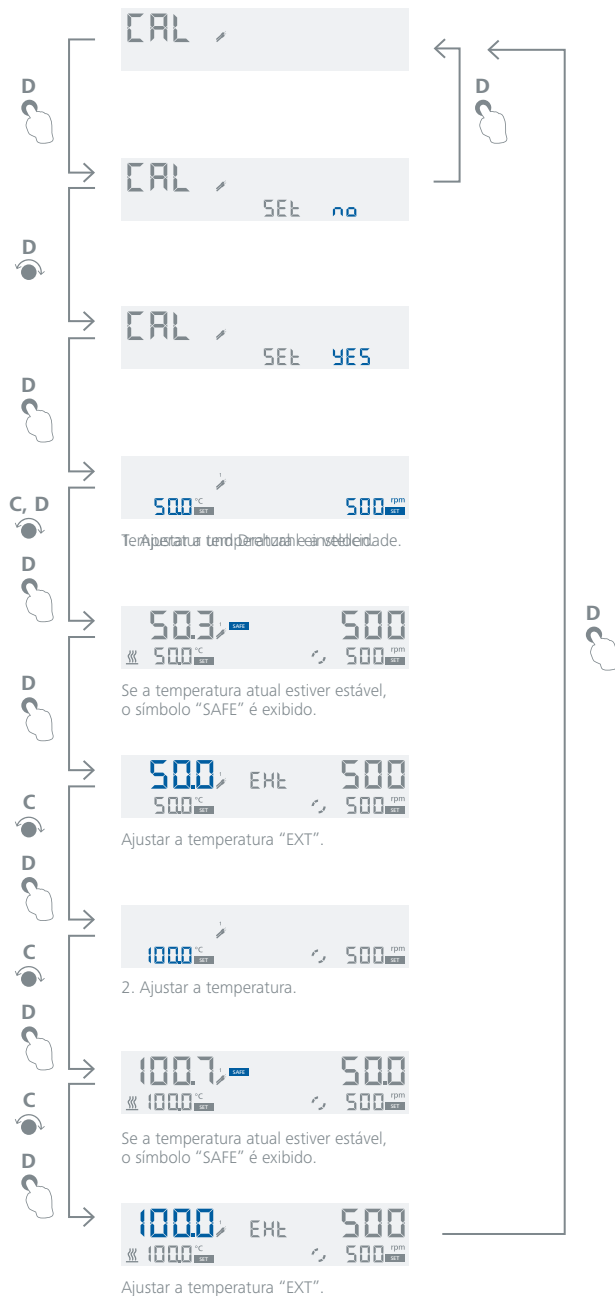 CAL
D
D
CAL
SEt no
D
CAL
SEt YES
D
50.0 °C SET 500 rpm SET
C, D
D
50.3 SAFE 500
50.0 °C SET 500 rpm SET
D
Se a temperatura atual estiver estável,
o símbolo “SAFE” é exibido.
D
50.0 EXt 500
50.0 °C SET 500 rpm SET
C
Ajustar a temperatura “EXT”.
D
1
100.0 °C SET 500 rpm SET
C
2. Ajustar a temperatura.
D
100.7 SAFE 50.0
100.0 °C SET 500 rpm SET
C
Se a temperatura atual estiver estável,
o símbolo “SAFE” é exibido.
D
100.0 EXt 500
100.0 °C SET 500 rpm SET
Ajustar a temperatura “EXT”.